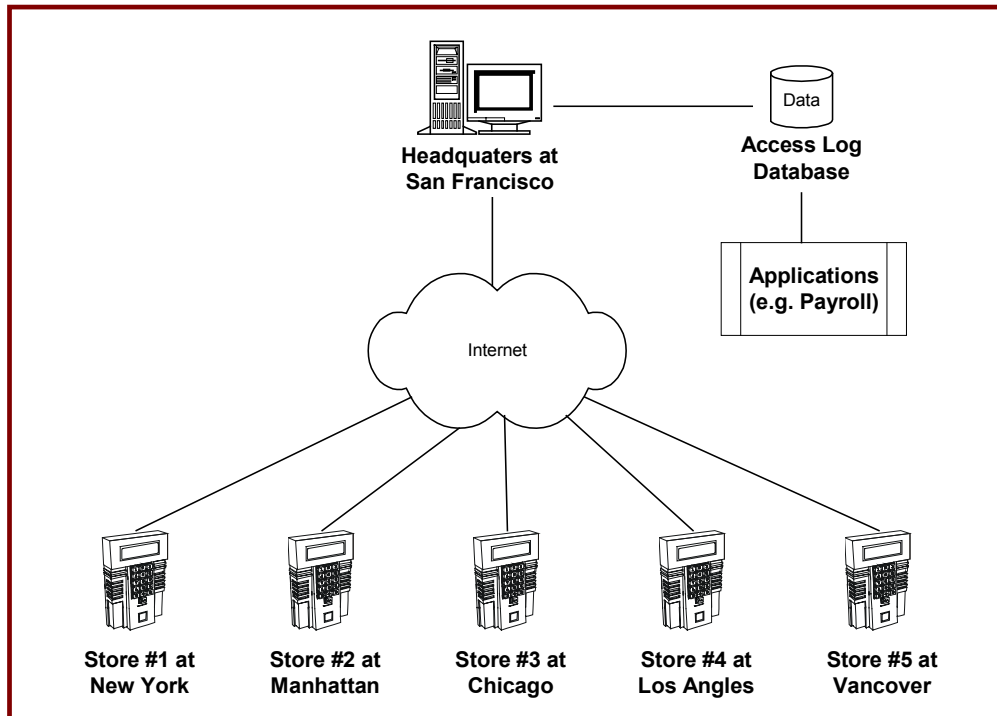 Data
Headquaters at
San Francisco
Access Log
Database
Applications
(e.g. Payroll)
Internet
Store #1 at
New York
Store #2 at
Manhattan
Store #3 at
Chicago
Store #4 at
Los Angles
Store #5 at
Vancover